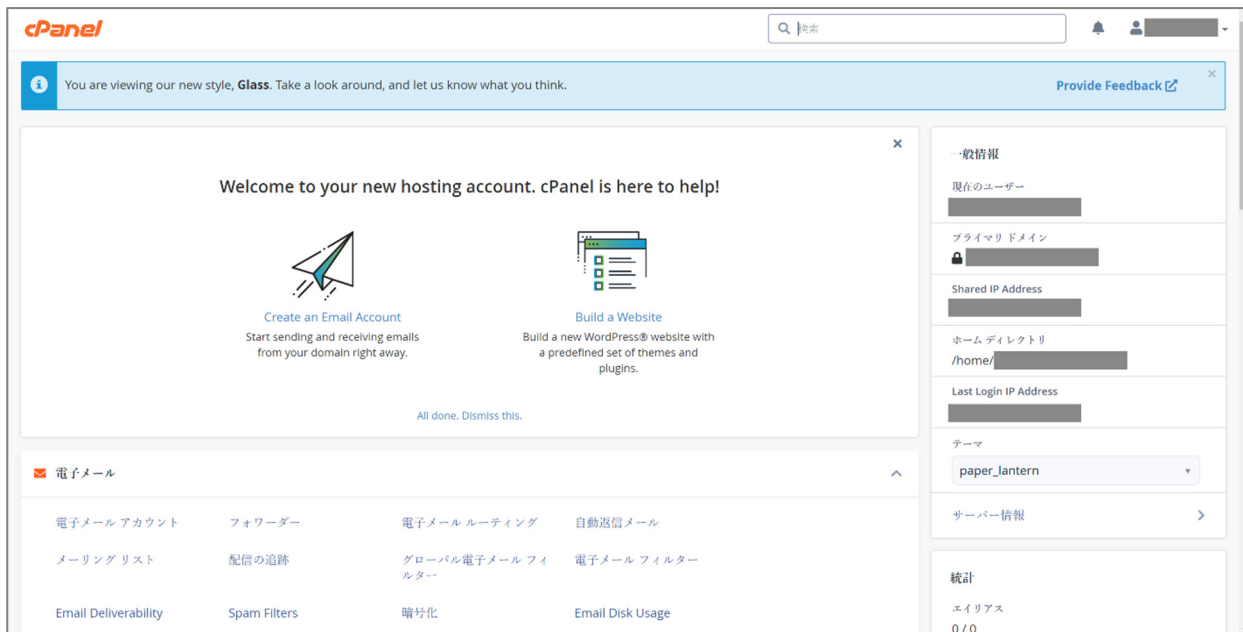 cPanel
検索
You are viewing our new style, Glass. Take a look around, and let us know what you think.
Provide Feedback
Welcome to your new hosting account. cPanel is here to help!
Create an Email Account
Start sending and receiving emails
from your domain right away.
Build a Website
Build a new WordPress® website with
a predefined set of themes and
plugins.
All done. Dismiss this.
電子メール
電子メール アカウント
フォワーダー
電子メール ルーティング
自動返信メール
メーリング リスト
配信の追跡
グローバル電子メール フィ
ルター
電子メール フィルター
Email Deliverability
Spam Filters
暗号化
Email Disk Usage
一般情報
現在のユーザー
プライマリ ドメイン
Shared IP Address
ホーム ディレクトリ
/home/
Last Login IP Address
テーマ
paper_lantern
サーバー情報
統計
エイリアス
0 / 0